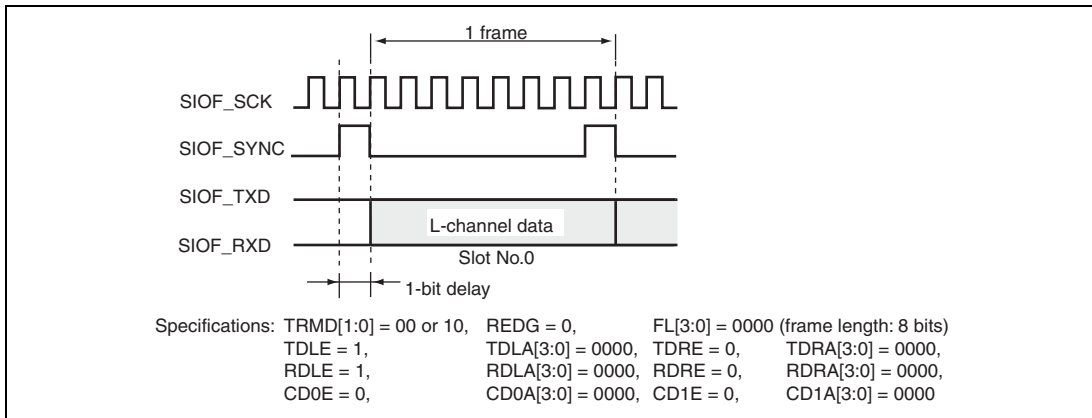 1 frame
SIOF_SCK
SIOF_SYNC
SIOF_TXD
L-channel data
SIOF_RXD
Slot No.0
1-bit delay
Specifications: TRMD[1:0] = 00 or 10, REDG = 0, FL[3:0] = 0000 (frame length: 8 bits)
TDLE = 1, TDLA[3:0] = 0000, TDRE = 0, TDRA[3:0] = 0000,
RDLE = 1, RDLA[3:0] = 0000, RDRE = 0, RDRA[3:0] = 0000,
CD0E = 0, CD0A[3:0] = 0000, CD1E = 0, CD1A[3:0] = 0000